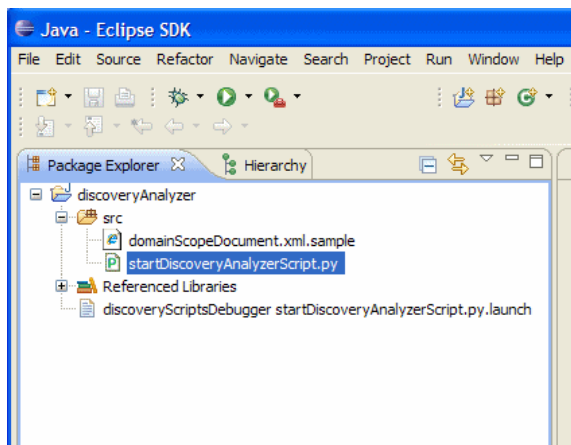 Java - Eclipse SDK
File Edit Source Refactor Navigate Search Project Run Window Help
Package Explorer Hierarchy
discoveryAnalyzer
src
domainScopeDocument.xml.sample
startDiscoveryAnalyzerScript.py
Referenced Libraries
discoveryScriptsDebugger startDiscoveryAnalyzerScript.py.launch